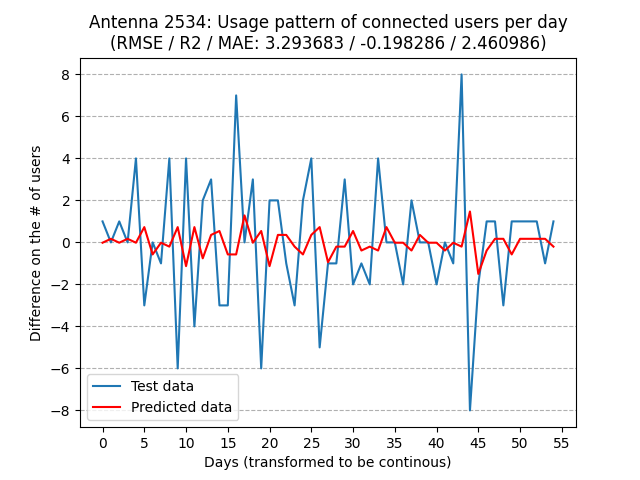 Antenna 2534: Usage pattern of connected users per day
(RMSE / R2 / MAE: 3.293683 / -0.198286 / 2.460986)
Difference on the # of users
8
6
4
2
0
−2
−4
−6
−8
Test data
Predicted data
0 5 10 15 20 25 30 35 40 45 50 55
Days (transformed to be continous)